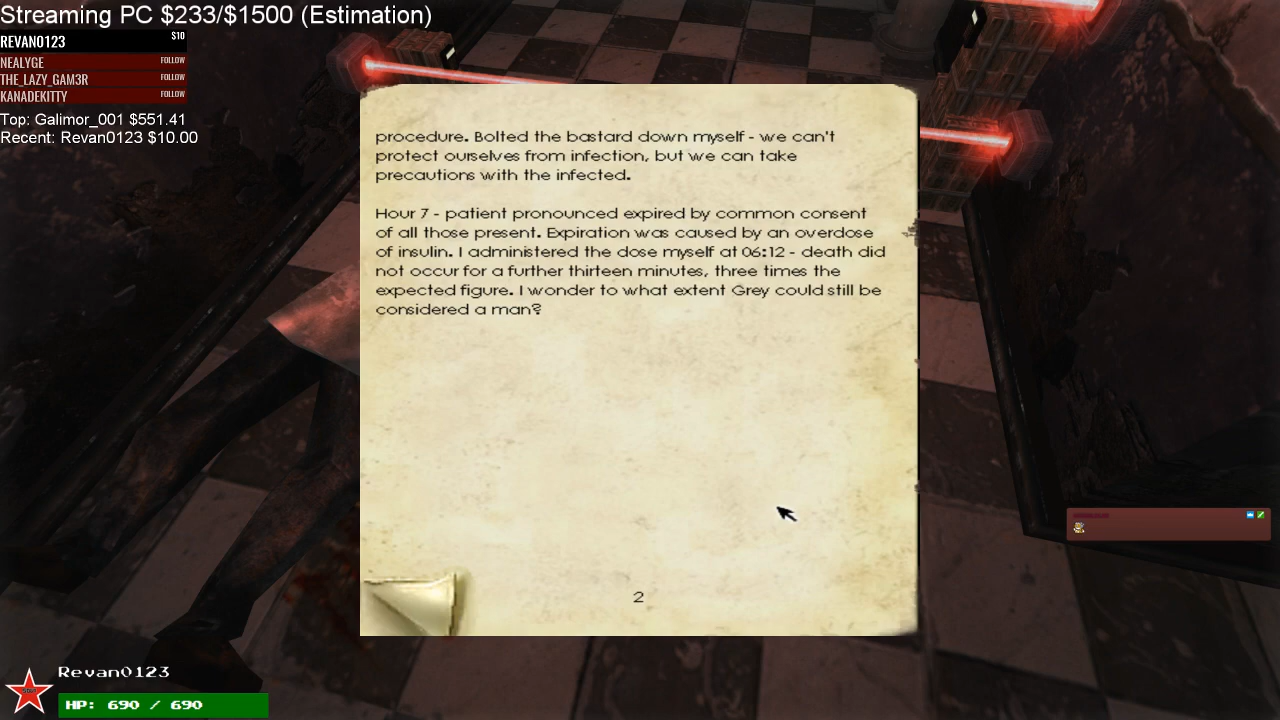 Streaming PC $233/$1500 (Estimation)
REVAN0123 $10
NEALYGE FOLLOW
THE_LAZY_GAM3R FOLLOW
KANADEKITTY FOLLOW
Top: Galimor_001 $551.41
Recent: Revan0123 $10.00
procedure. Bolted the bastard down myself - we can't
protect ourselves from infection, but we can take
precautions with the infected.
Hour 7 - patient pronounced expired by common consent
of all those present. Expiration was caused by an overdose
of insulin. I administered the dose myself at 06:12 - death did
not occur for a further thirteen minutes, three times the
expected figure. I wonder to what extent Grey could still be
considered a man?
2
Revan0123
HP: 690 / 690